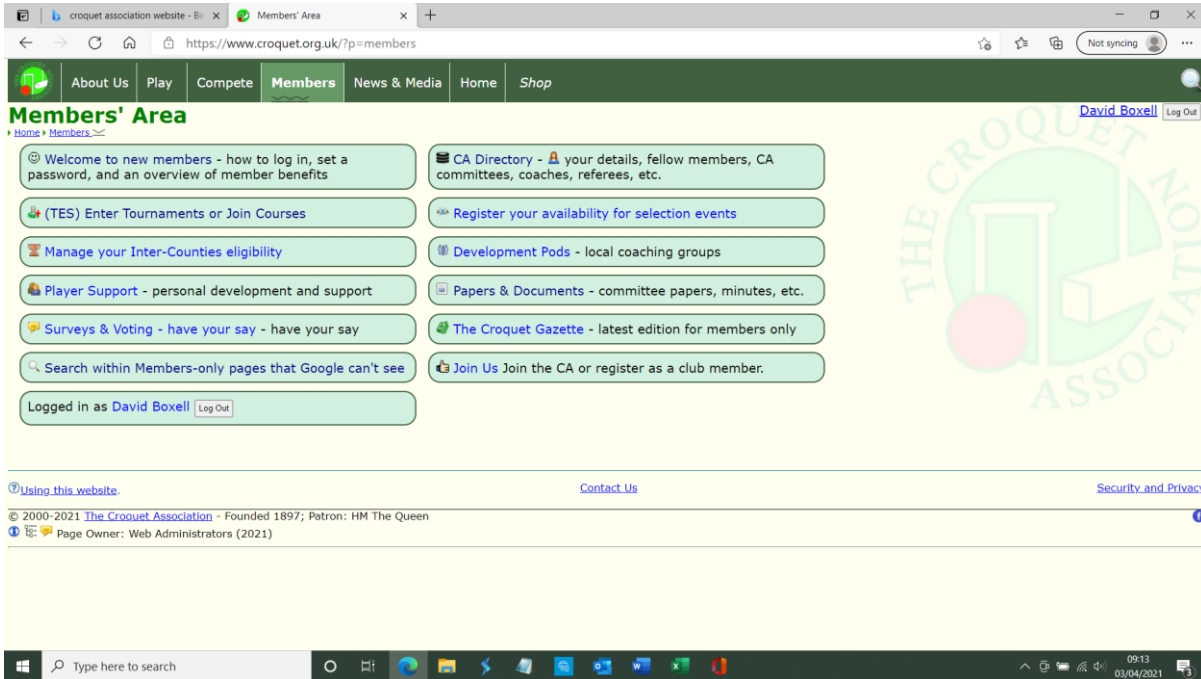 croquet association website - Bin
Members' Area
https://www.croquet.org.uk/?p=members
Not syncing
About Us
Play
Compete
Members
News & Media
Home
Shop
Members' Area
David Boxell
Log Out
Home Members
Welcome to new members - how to log in, set a
password, and an overview of member benefits
CA Directory - your details, fellow members, CA
committees, coaches, referees, etc.
(TES) Enter Tournaments or Join Courses
Register your availability for selection events
Manage your Inter-Counties eligibility
Development Pods - local coaching groups
Player Support - personal development and support
Papers & Documents - committee papers, minutes, etc.
Surveys & Voting - have your say - have your say
The Croquet Gazette - latest edition for members only
Search within Members-only pages that Google can't see
Join Us Join the CA or register as a club member.
Logged in as David Boxell Log Out
THE CROQUET ASSOCIATION
Using this website.
Contact Us
Security and Privacy
© 2000-2021 The Croquet Association - Founded 1897; Patron: HM The Queen
Page Owner: Web Administrators (2021)
Type here to search
09:13
03/04/2021
3